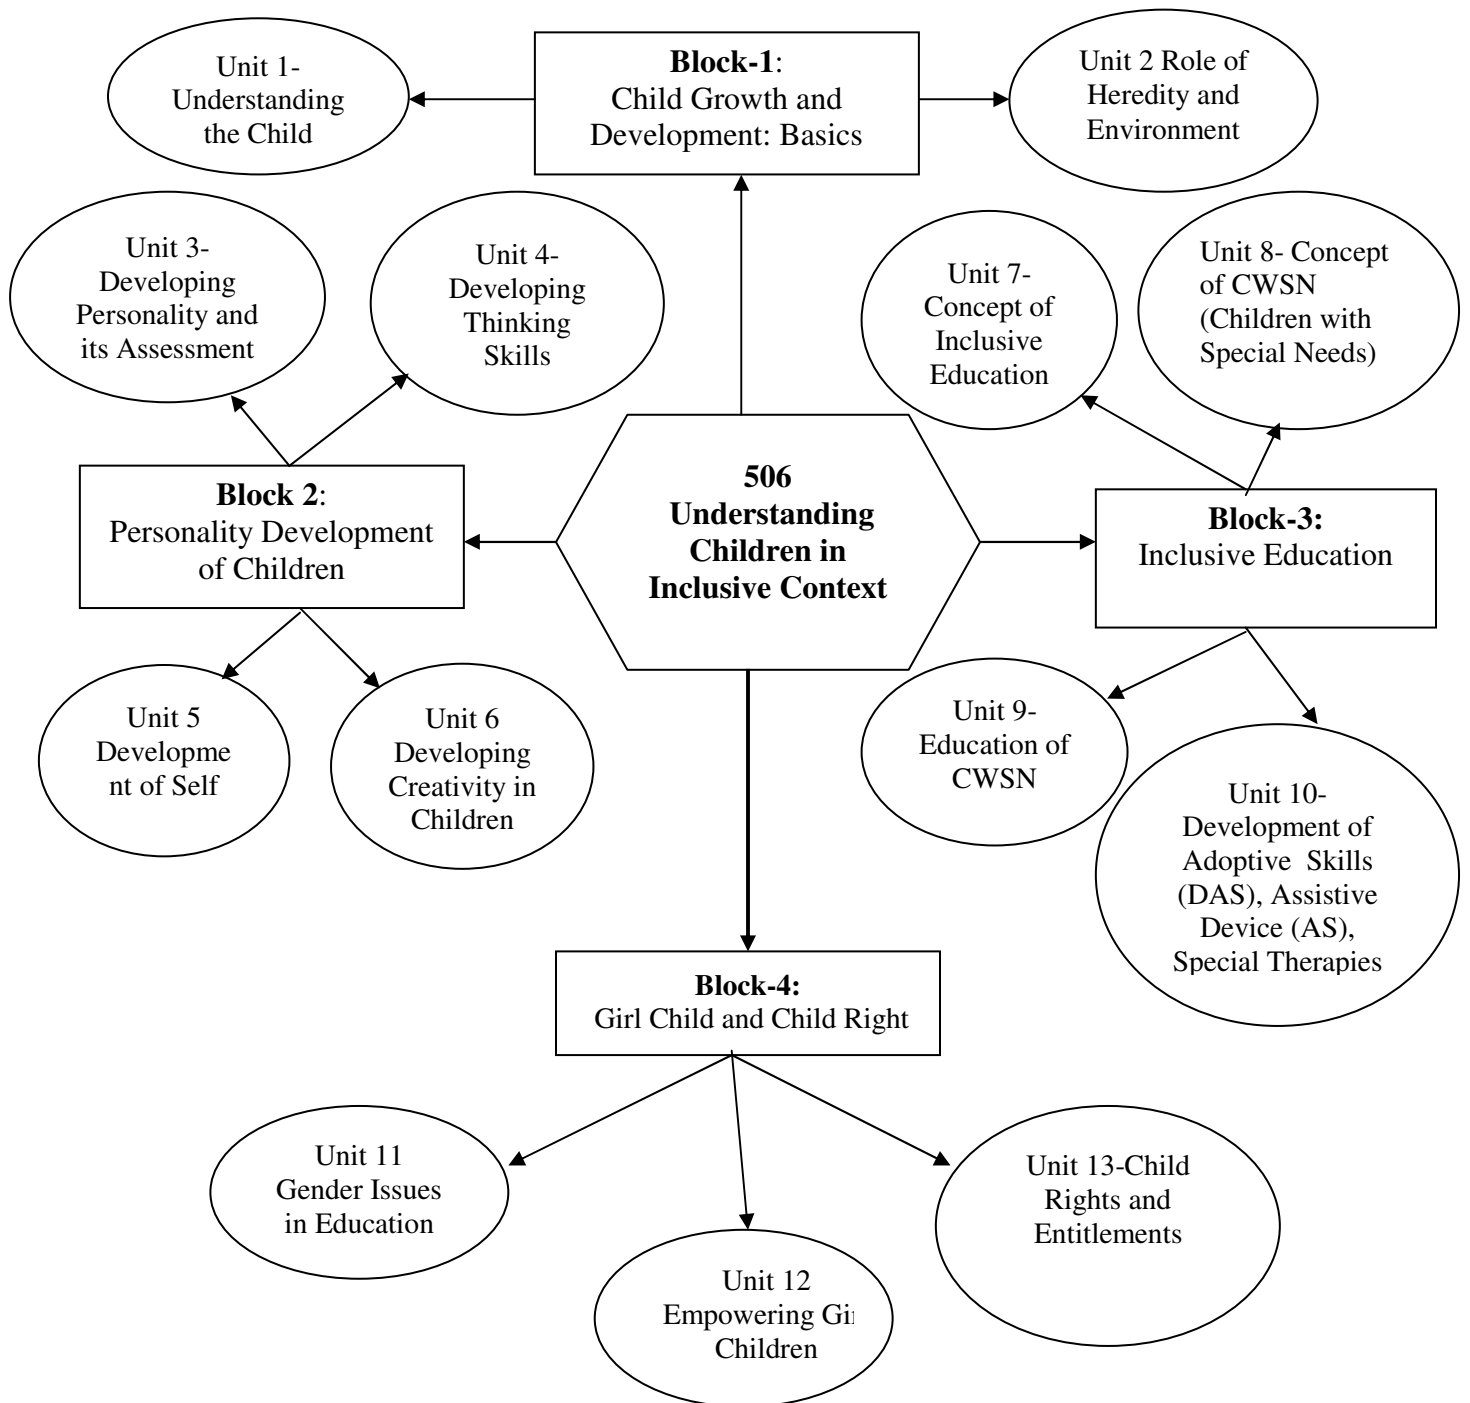 Unit 1-
Understanding
the Child
Block-1:
Child Growth and
Development: Basics
Unit 2 Role of
Heredity and
Environment
Unit 3-
Developing
Personality and
its Assessment
Unit 4-
Developing
Thinking
Skills
Unit 7-
Concept of
Inclusive
Education
Unit 8- Concept
of CWSN
(Children with
Special Needs)
Block 2:
Personality Development
of Children
506
Understanding
Children in
Inclusive Context
Block-3:
Inclusive Education
Unit 5
Developme
nt of Self
Unit 6
Developing
Creativity in
Children
Unit 9-
Education of
CWSN
Unit 10-
Development of
Adoptive Skills
(DAS), Assistive
Device (AS),
Special Therapies
Block-4:
Girl Child and Child Right
Unit 11
Gender Issues
in Education
Unit 12
Empowering
Children
Unit 13-Child
Rights and
Entitlements